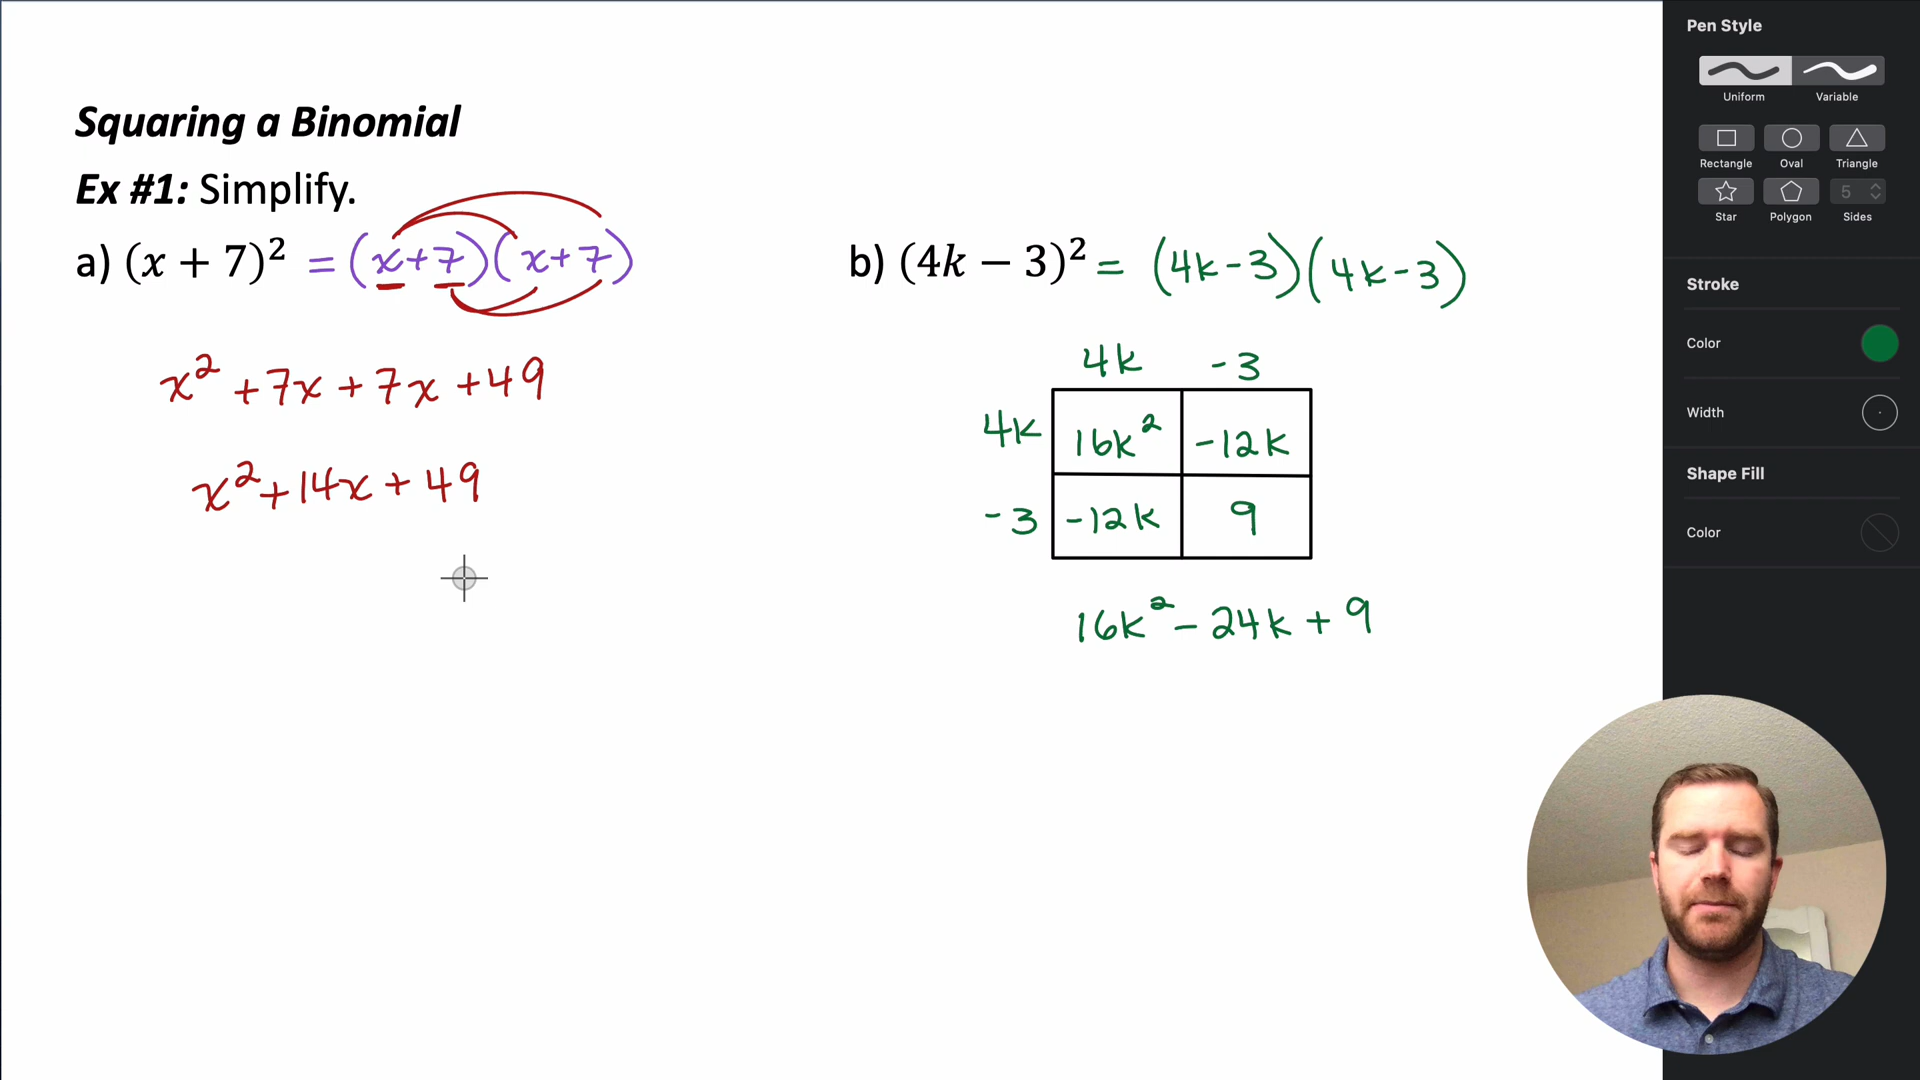 Squaring a Binomial
Ex #1: Simplify.
a) (x + 7)² = (x+7)(x+7)
x² +7x + 7x +49
x²+14x + 49
b) (4k − 3)² = (4k-3)(4k-3)
4k -3
4k 16k² -12k
-3 -12k 9
16k² - 24k + 9
Pen Style
Uniform Variable
Rectangle Oval Triangle
5
Star Polygon Sides
Stroke
Color
Width
Shape Fill
Color